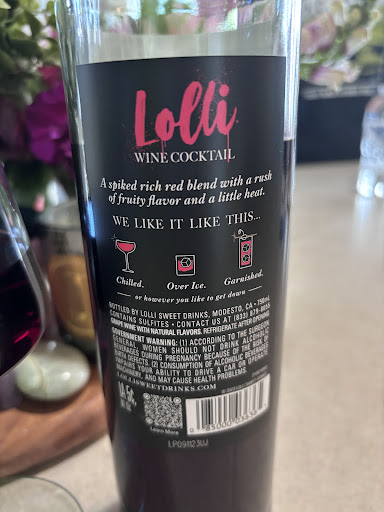 Lolli
WINE COCKTAIL
A spiked rich red blend with a rush
of fruity flavor and a little heat.
WE LIKE IT LIKE THIS...
Chilled. Over Ice. Garnished.
or however you like to get down
BOTTLED BY LOLLI SWEET DRINKS, MODESTO, CA • 750mL
CONTAINS SULFITES • CONTACT US AT (833)
GRAPE WINE WITH NATURAL FLAVORS. REFRIGERATE AFTER OPENING
GOVERNMENT WARNING: (1) ACCORDING TO THE SURGEON
GENERAL, WOMEN SHOULD NOT DRINK ALCOHOLIC
BEVERAGES DURING PREGNANCY BECAUSE OF THE RISK OF
BIRTH DEFECTS. (2) CONSUMPTION OF ALCOHOLIC BEVERAGES
IMPAIRS YOUR ABILITY TO DRIVE A CAR OR OPERATE
MACHINERY, AND MAY CAUSE HEALTH PROBLEMS.
LOLLISWEETDRINKS.COM
Learn More
LP091123LU